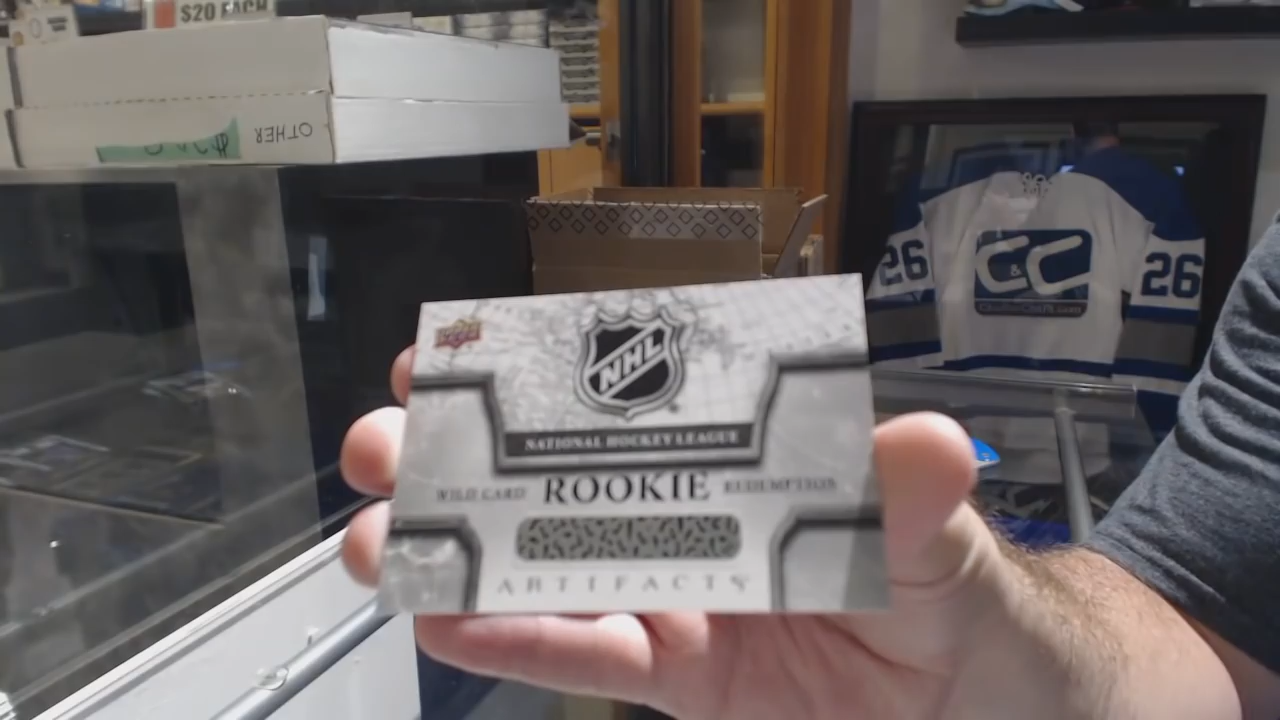 $20 EACH
OTHER
26
C&C
26
NHL
NATIONAL HOCKEY LEAGUE
WILD CARD ROOKIE REDEMPTION
ARTIFACTS